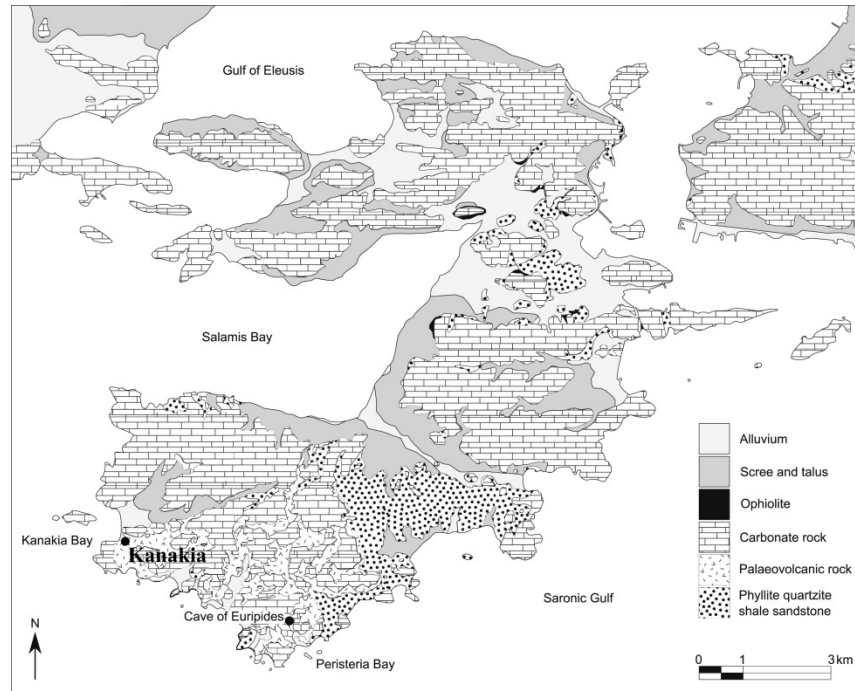 Gulf of Eleusis
Salamis Bay
Kanakia Bay
Kanakia
Cave of Euripides
Peristeria Bay
Saronic Gulf
N
Alluvium
Scree and talus
Ophiolite
Carbonate rock
Palaeovolcanic rock
Phyllite quartzite
shale sandstone
0 1 3 km